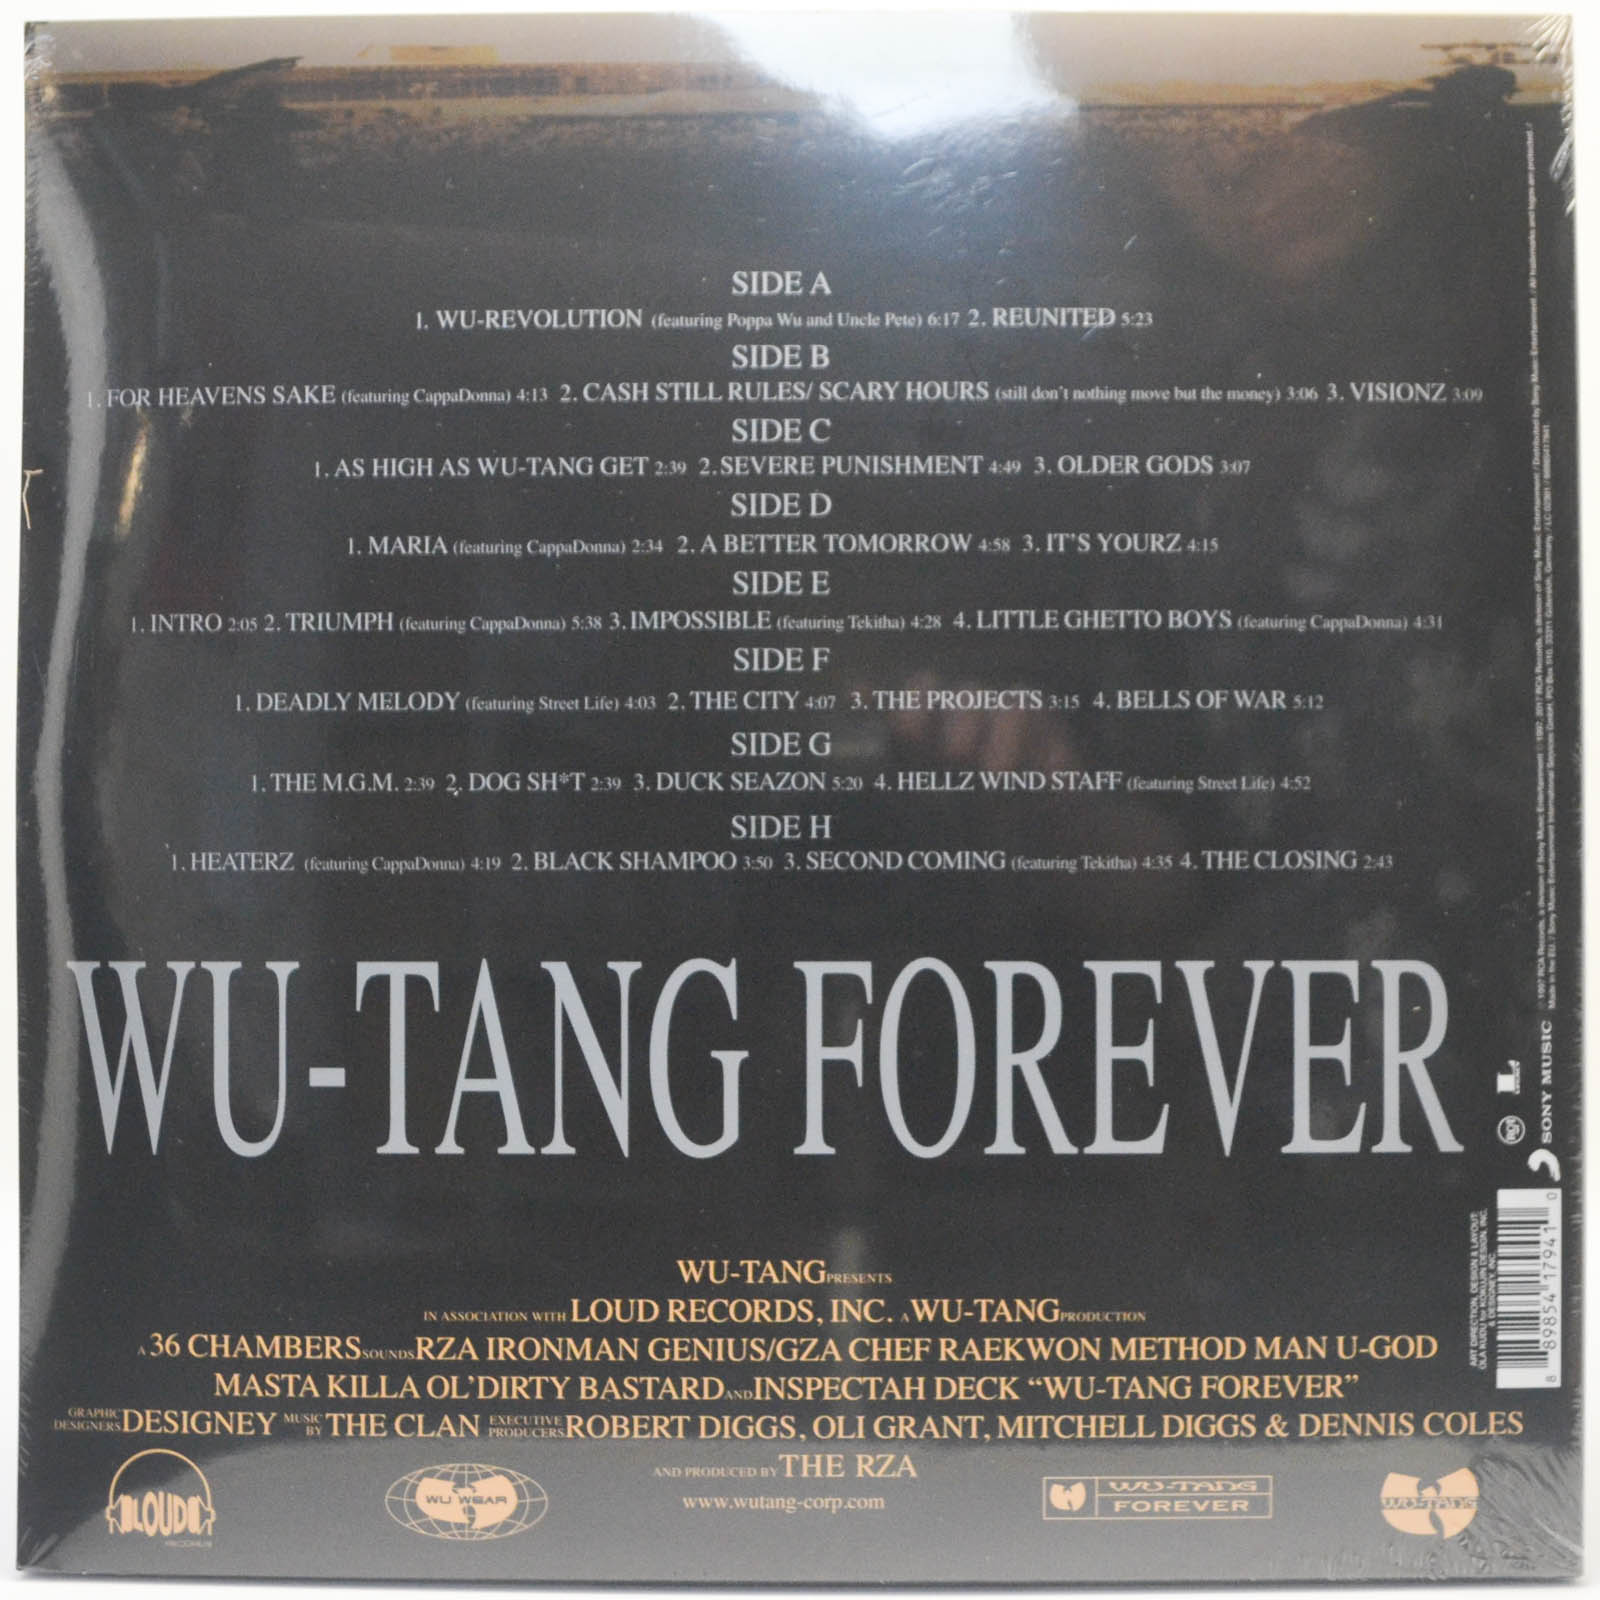 SIDE A
1. WU-REVOLUTION (featuring Poppa Wu and Uncle Pete) 6:17 2. REUNITED 5:23
SIDE B
1. FOR HEAVENS SAKE (featuring CappaDonna) 4:13 2. CASH STILL RULES/ SCARY HOURS (still don't nothing move but the money) 3:06 3. VISIONZ 3:09
SIDE C
1. AS HIGH AS WU-TANG GET 2:39 2. SEVERE PUNISHMENT 4:49 3. OLDER GODS 3:07
SIDE D
1. MARIA (featuring CappaDonna) 2:34 2. A BETTER TOMORROW 4:58 3. IT'S YOURZ 4:15
SIDE E
1. INTRO 2:05 2. TRIUMPH (featuring CappaDonna) 5:38 3. IMPOSSIBLE (featuring Tekitha) 4:28 4. LITTLE GHETTO BOYS (featuring CappaDonna) 4:31
SIDE F
1. DEADLY MELODY (featuring Street Life) 4:03 2. THE CITY 4:07 3. THE PROJECTS 3:15 4. BELLS OF WAR 5:12
SIDE G
1. THE M.G.M. 2:39 2. DOG SH*T 2:39 3. DUCK SEAZON 5:20 4. HELLZ WIND STAFF (featuring Street Life) 4:52
SIDE H
1. HEATERZ (featuring CappaDonna) 4:19 2. BLACK SHAMPOO 3:50 3. SECOND COMING (featuring Tekitha) 4:35 4. THE CLOSING 2:43
WU-TANG FOREVER
WU-TANG PRESENTS
IN ASSOCIATION WITH LOUD RECORDS, INC. A WU-TANG PRODUCTION
A 36 CHAMBERS SOUNDS RZA IRONMAN GENIUS/GZA CHEF RAEKWON METHOD MAN U-GOD
MASTA KILLA OL'DIRTY BASTARD AND INSPECTAH DECK "WU-TANG FOREVER"
GRAPHIC DESIGNERS DESIGNEY MUSIC BY THE CLAN EXECUTIVE PRODUCERS ROBERT DIGGS, OLI GRANT, MITCHELL DIGGS & DENNIS COLES
AND PRODUCED BY THE RZA
www.wutang-corp.com
LOUD
RECORDS
WU WEAR
WU-TANG
FOREVER
WU-TANG
SONY MUSIC
ART DIRECTION, DESIGN & LAYOUT:
& DESIGNEY, INC.
8 89854 17941 0